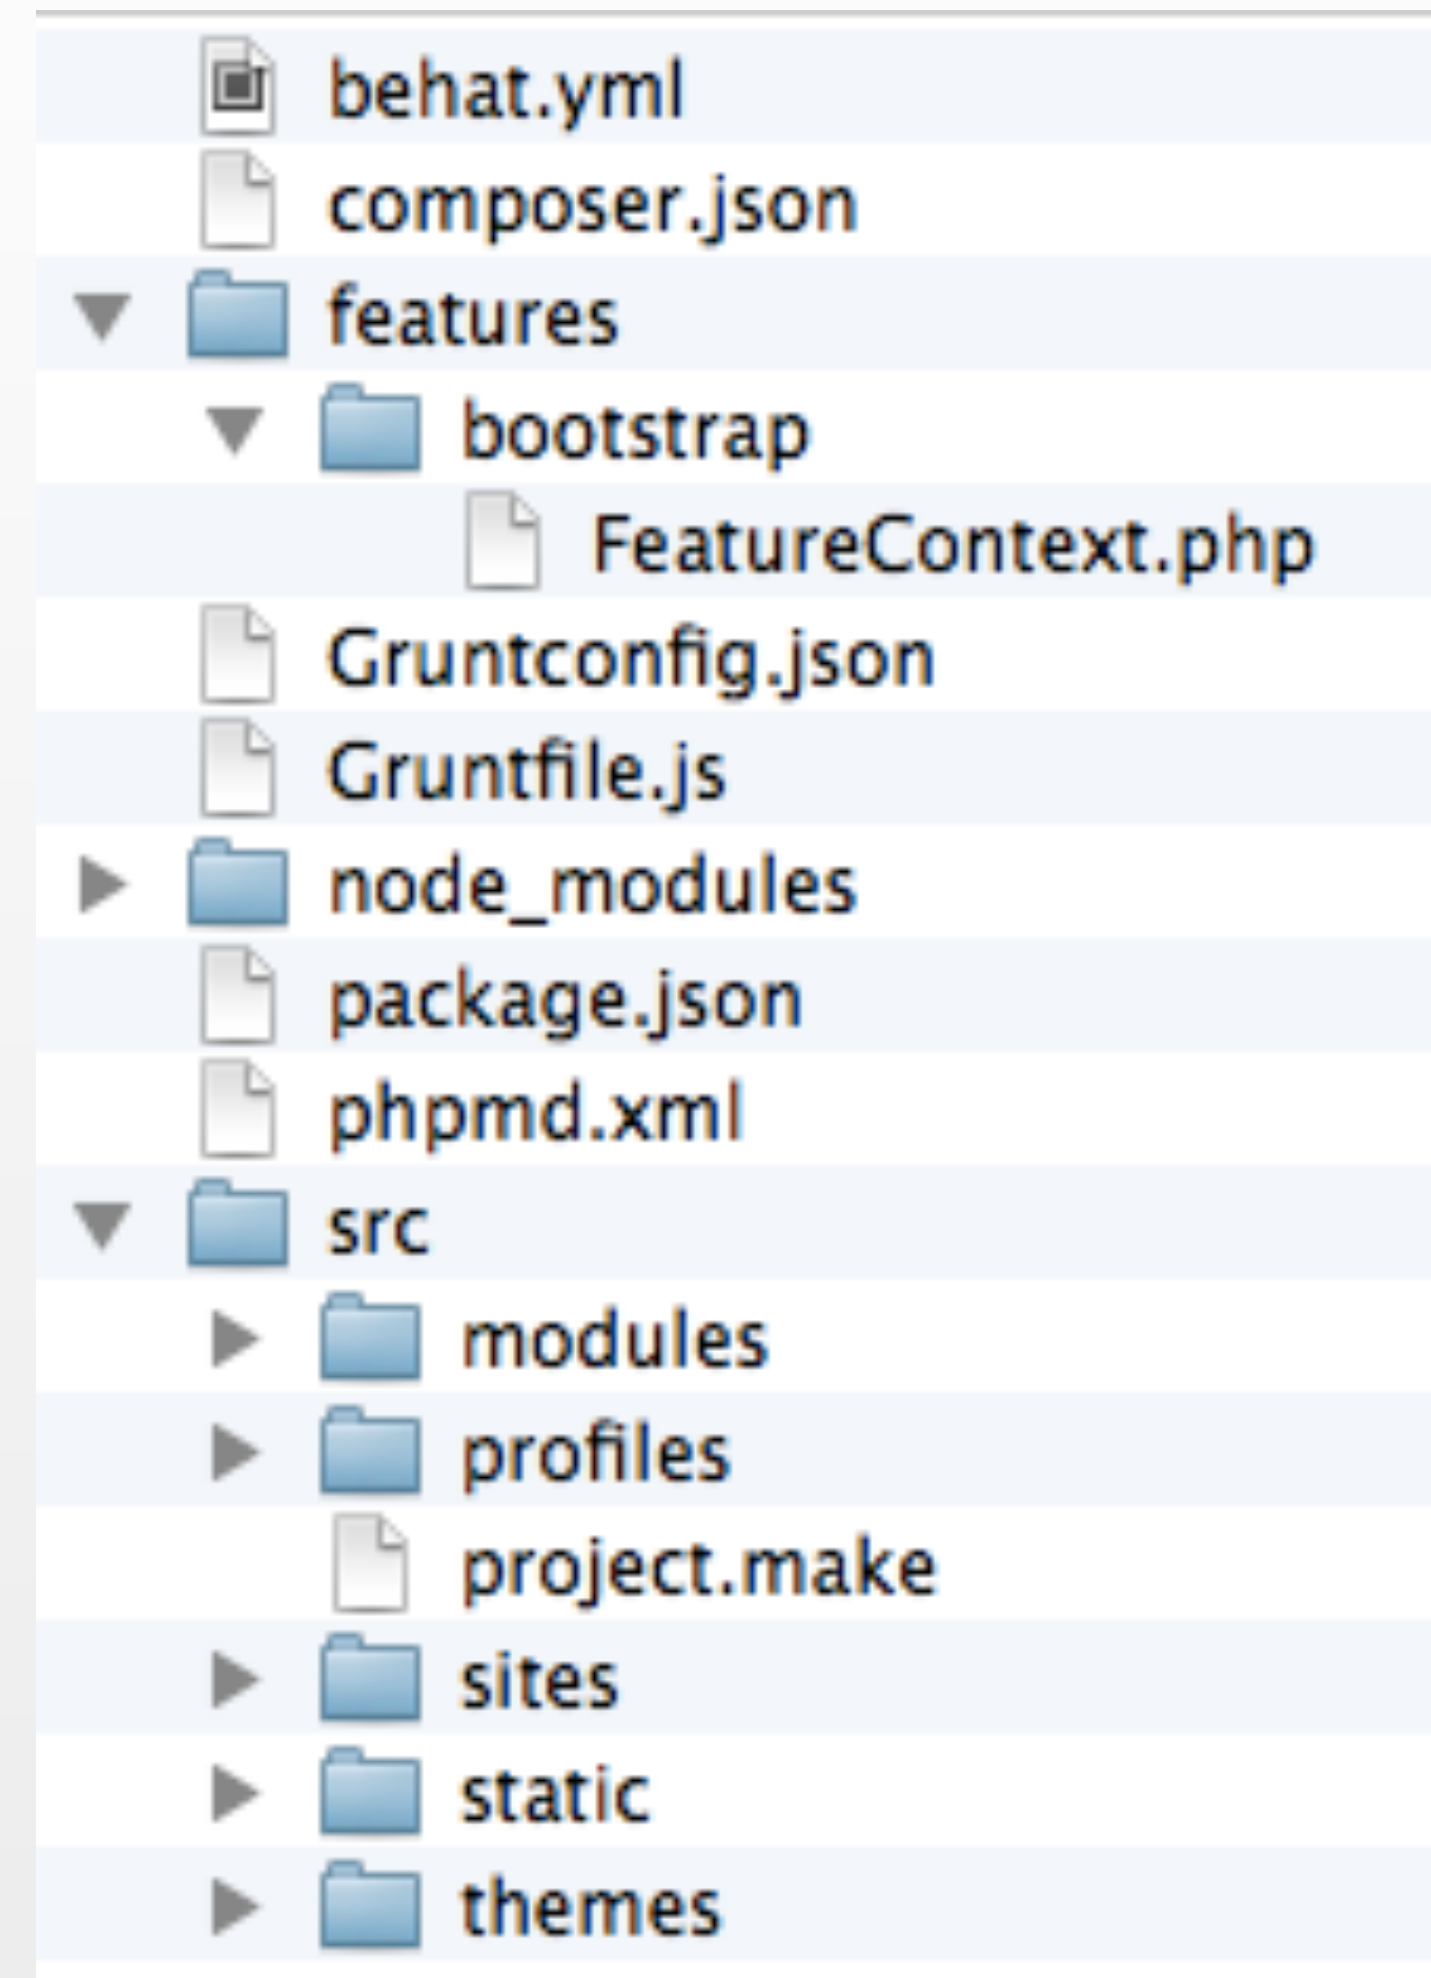 behat.yml
composer.json
features
bootstrap
FeatureContext.php
Gruntconfig.json
Gruntfile.js
node_modules
package.json
phpmd.xml
src
modules
profiles
project.make
sites
static
themes